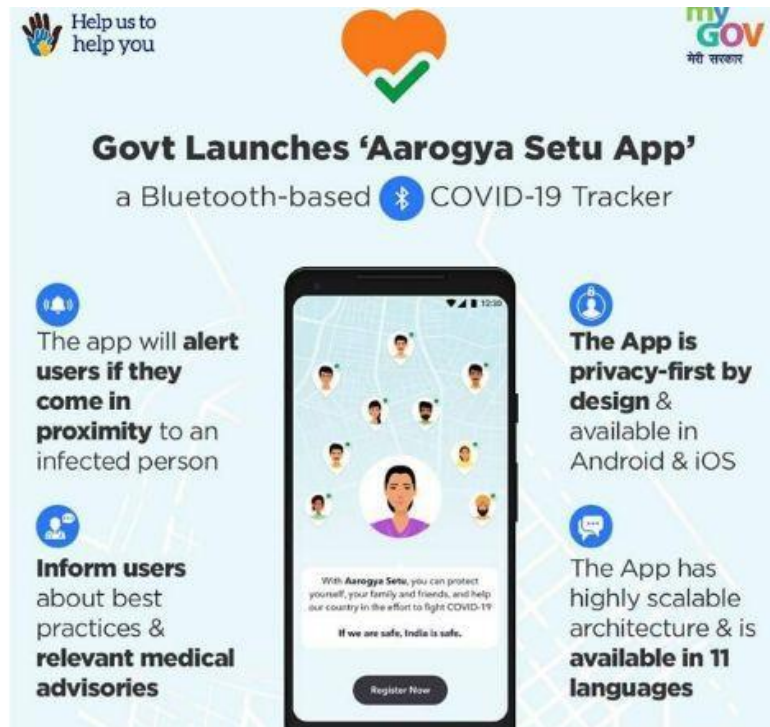 Help us to
help you
my
GOV
मेरी सरकार
Govt Launches ‘Aarogya Setu App’
a Bluetooth-based COVID-19 Tracker
The app will alert
users if they
come in
proximity to an
infected person
Inform users
about best
practices &
relevant medical
advisories
12:30
With Aarogya Setu, you can protect
yourself, your family and friends, and help
our country in the effort to fight COVID-19
If we are safe, India is safe.
Register Now
The App is
privacy-first by
design &
available in
Android & iOS
The App has
highly scalable
architecture & is
available in 11
languages